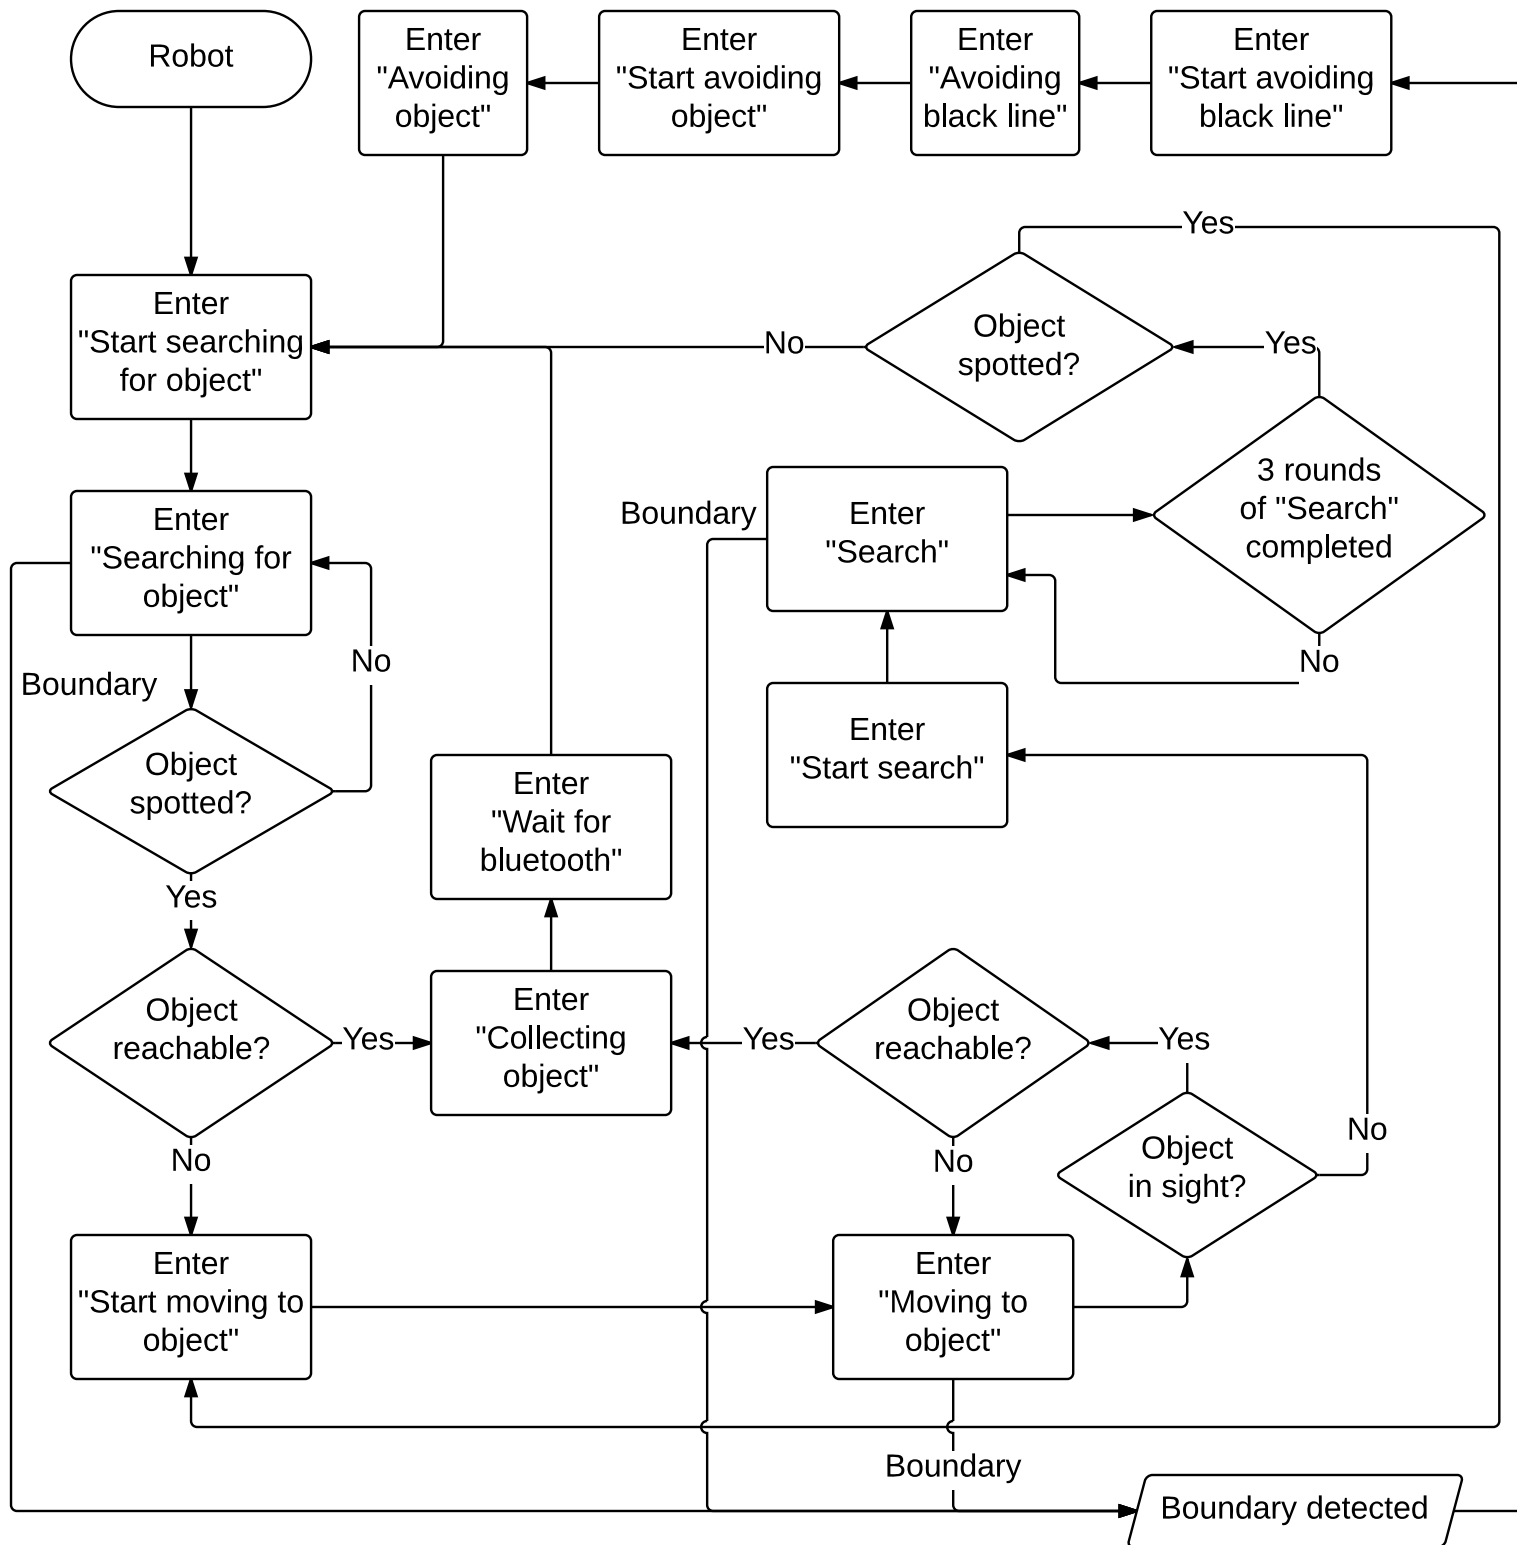 Robot
Enter
"Avoiding
object"
Enter
"Start avoiding
object"
Enter
"Avoiding
black line"
Enter
"Start avoiding
black line"
Yes
Enter
"Start searching
for object"
No
Object
spotted?
Yes
3 rounds
of "Search"
completed
No
Enter
"Searching for
object"
Boundary
Enter
"Search"
No
Boundary
Enter
"Start search"
Object
spotted?
Yes
Enter
"Wait for
bluetooth"
Object
reachable?
Yes
Enter
"Collecting
object"
Yes
Object
reachable?
Yes
No
Object
in sight?
No
No
Enter
"Start moving to
object"
Enter
"Moving to
object"
Boundary
Boundary detected